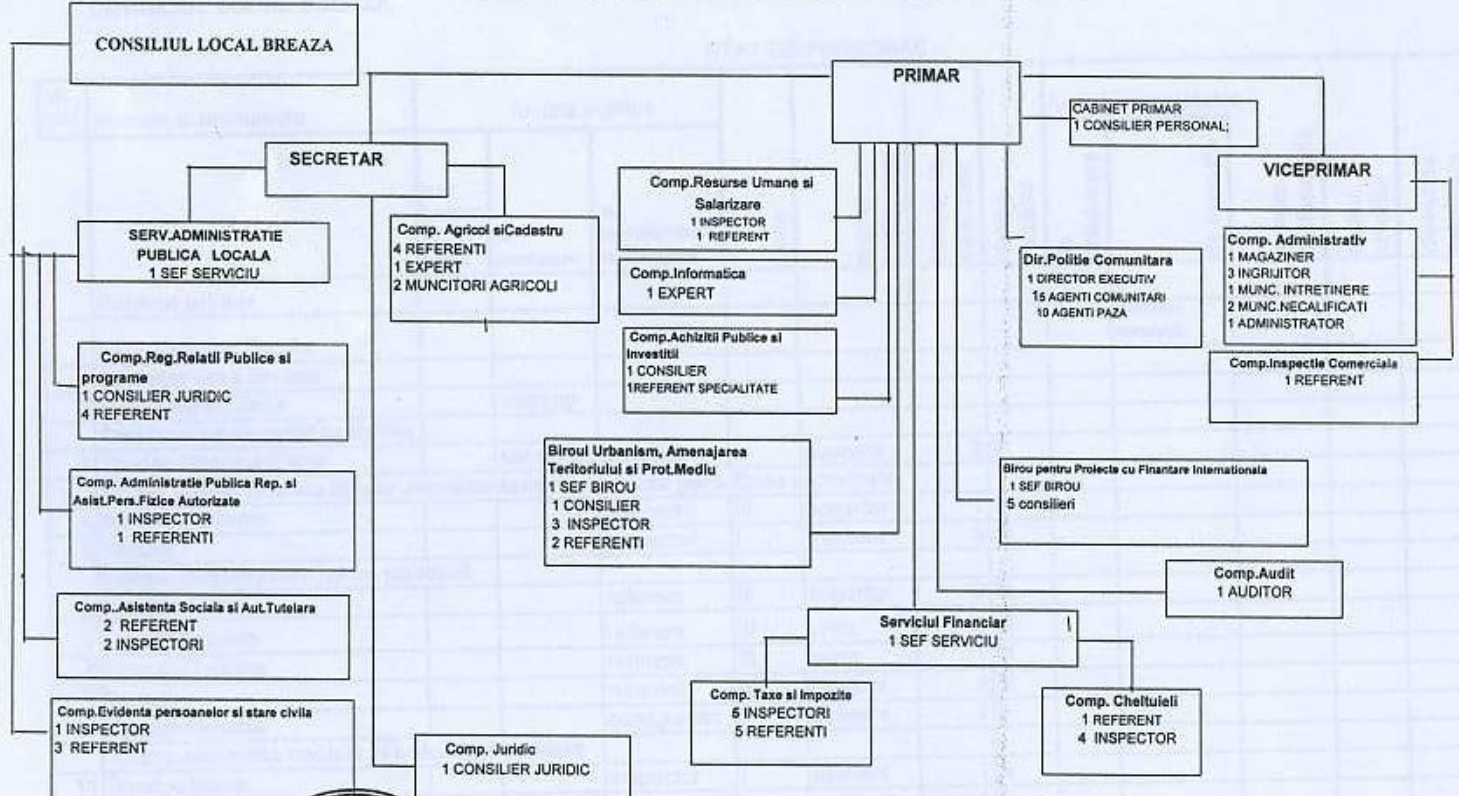 CONSILIUL LOCAL BREAZA
PRIMAR
CABINET PRIMAR
1 CONSILIER PERSONAL;
SECRETAR
VICEPRIMAR
SERV.ADMINISTRATIE
PUBLICA LOCALA
1 SEF SERVICIU
Comp. Agricol siCadastru
4 REFERENTI
1 EXPERT
2 MUNCITORI AGRICOLI
Comp.Resurse Umane si
Salarizare
1 INSPECTOR
1 REFERENT
Comp.Informatica
1 EXPERT
Comp.Achizitii Publice si
Investitii
1 CONSILIER
1REFERENT SPECIALITATE
Dir.Politie Comunitara
1 DIRECTOR EXECUTIV
15 AGENTI COMUNITARI
10 AGENTI PAZA
Comp. Administrativ
1 MAGAZINER
3 INGRIJITOR
1 MUNC. INTRETINERE
2 MUNC.NECALIFICATI
1 ADMINISTRATOR
Comp.Inspectie Comerciala
1 REFERENT
Comp.Reg.Relatii Publice si
programe
1 CONSILIER JURIDIC
4 REFERENT
Biroul Urbanism, Amenajarea
Teritoriului si Prot.Mediu
1 SEF BIROU
1 CONSILIER
3 INSPECTOR
2 REFERENTI
Birou pentru Proiecte cu Finantare Internationala
1 SEF BIROU
5 consilieri
Comp. Administratie Publica Rep. si
Asist.Pers.Fizice Autorizate
1 INSPECTOR
1 REFERENTI
Comp.Audit
1 AUDITOR
Comp..Asistenta Sociala si Aut.Tutelara
2 REFERENT
2 INSPECTORI
Serviciul Financiar
1 SEF SERVICIU
Comp. Taxe si Impozite
5 INSPECTORI
5 REFERENTI
Comp. Cheltuieli
1 REFERENT
4 INSPECTOR
Comp.Evidenta persoanelor si stare civila
1 INSPECTOR
3 REFERENT
Comp. Juridic
1 CONSILIER JURIDIC